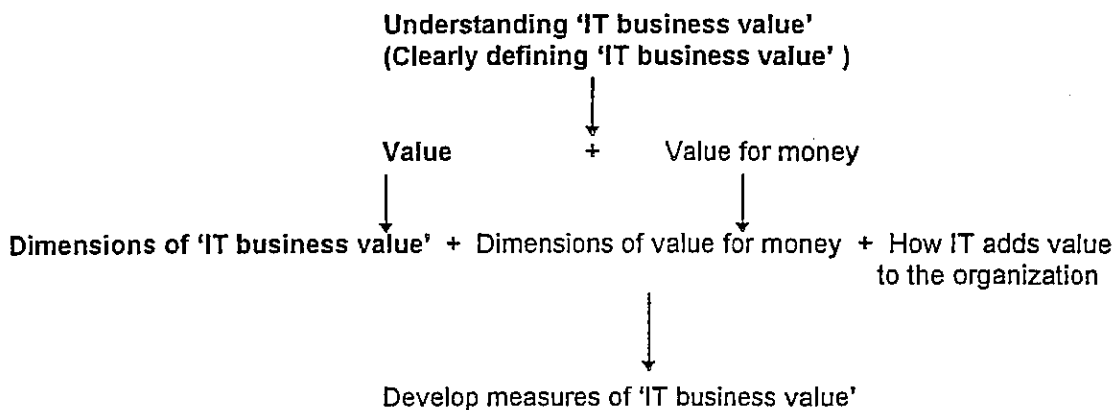 Understanding ‘IT business value’
(Clearly defining ‘IT business value’ )
Value + Value for money
Dimensions of ‘IT business value’ + Dimensions of value for money + How IT adds value
to the organization
Develop measures of ‘IT business value’